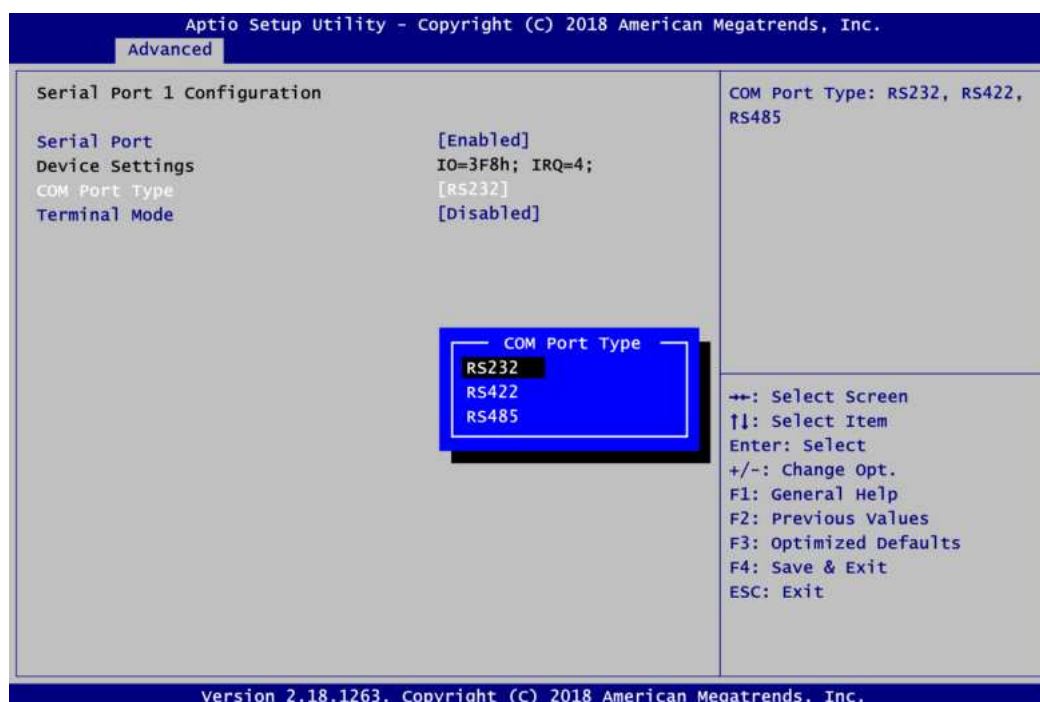 Aptio Setup Utility - Copyright (C) 2018 American Megatrends, Inc.
Advanced
Serial Port 1 Configuration
Serial Port [Enabled]
Device Settings IO=3F8h; IRQ=4;
COM Port Type [RS232]
Terminal Mode [Disabled]
COM Port Type
RS232
RS422
RS485
COM Port Type: RS232, RS422,
RS485
→←: Select Screen
↑↓: Select Item
Enter: Select
+/-: Change Opt.
F1: General Help
F2: Previous Values
F3: Optimized Defaults
F4: Save & Exit
ESC: Exit
Version 2.18.1263. Copyright (C) 2018 American Megatrends, Inc.